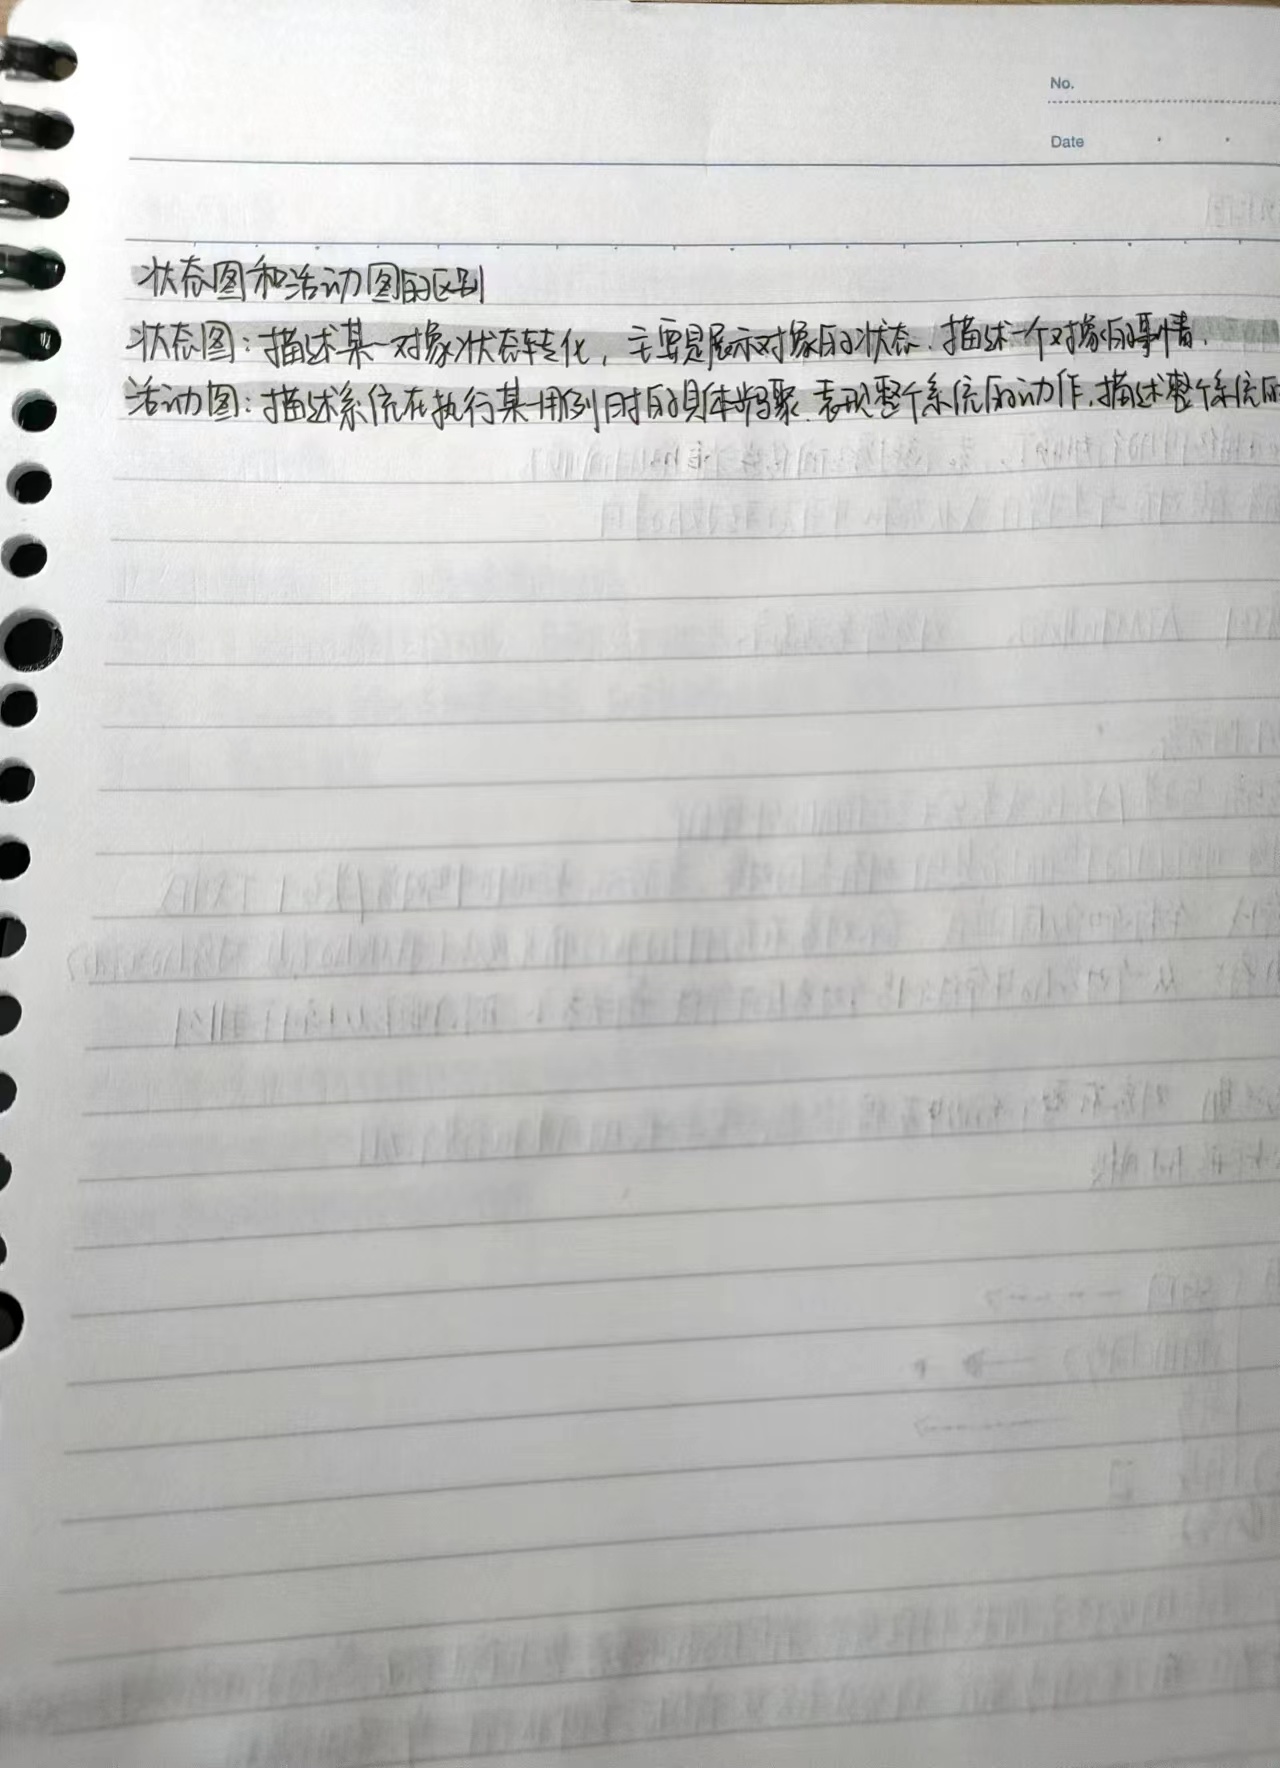 No.
Date
状态图和活动图的区别
状态图：描述某一对象状态转化，主要是展示对象的状态．描述一个对象的事情．
活动图：描述系统在执行某一用例时的具体步骤．表现整个系统的动作．描述整个系统的